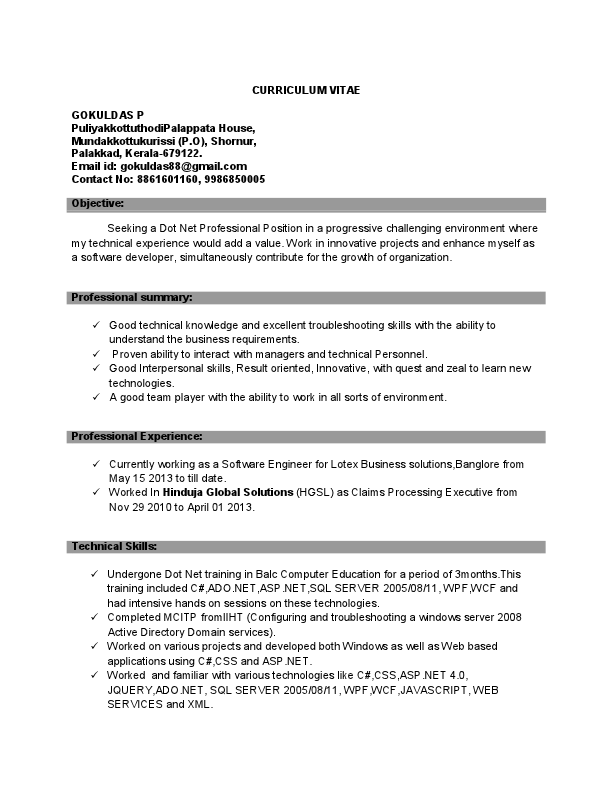 CURRICULUM VITAE
GOKULDAS P
PuliyakkottuthodiPalappata House,
Mundakkottukurissi (P.O), Shornur,
Palakkad, Kerala-679122.
Email id: gokuldas88@gmail.com
Contact No: 8861601160, 9986850005
Objective:
Seeking a Dot Net Professional Position in a progressive challenging environment where
my technical experience would add a value. Work in innovative projects and enhance myself as
a software developer, simultaneously contribute for the growth of organization.
Professional summary:
✓ Good technical knowledge and excellent troubleshooting skills with the ability to
understand the business requirements.
✓ Proven ability to interact with managers and technical Personnel.
✓ Good Interpersonal skills, Result oriented, Innovative, with quest and zeal to learn new
technologies.
✓ A good team player with the ability to work in all sorts of environment.
Professional Experience:
✓ Currently working as a Software Engineer for Lotex Business solutions,Banglore from
May 15 2013 to till date.
✓ Worked In Hinduja Global Solutions (HGSL) as Claims Processing Executive from
Nov 29 2010 to April 01 2013.
Technical Skills:
✓ Undergone Dot Net training in Balc Computer Education for a period of 3months.This
training included C#,ADO.NET,ASP.NET,SQL SERVER 2005/08/11, WPF,WCF and
had intensive hands on sessions on these technologies.
✓ Completed MCITP fromIIHT (Configuring and troubleshooting a windows server 2008
Active Directory Domain services).
✓ Worked on various projects and developed both Windows as well as Web based
applications using C#,CSS and ASP.NET.
✓ Worked and familiar with various technologies like C#,CSS,ASP.NET 4.0,
JQUERY,ADO.NET, SQL SERVER 2005/08/11, WPF,WCF,JAVASCRIPT, WEB
SERVICES and XML.